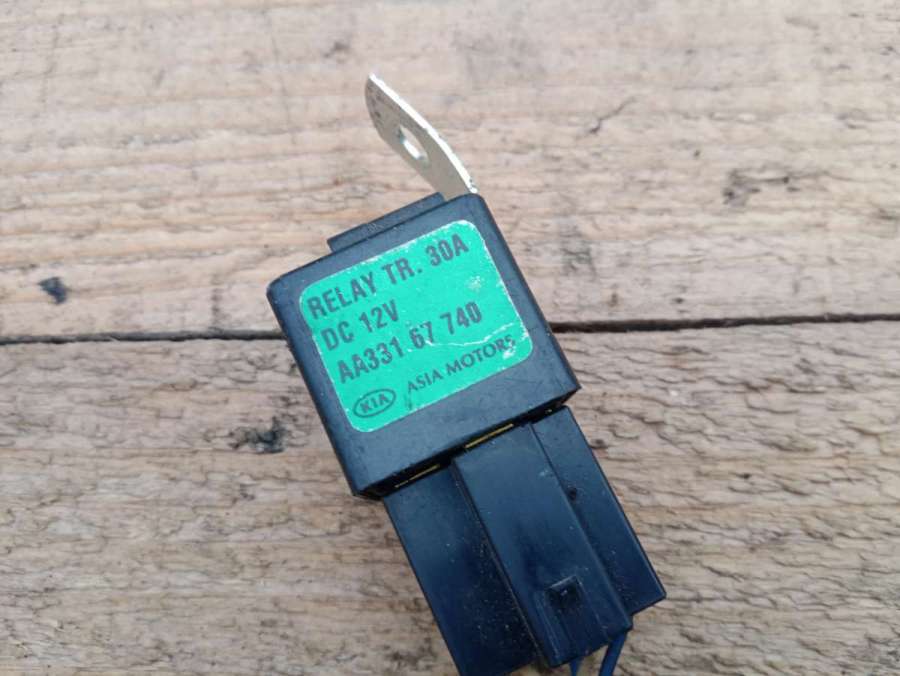 RELAY TR. 30A
DC 12V
AA331 67 740
KIA ASIA MOTORS